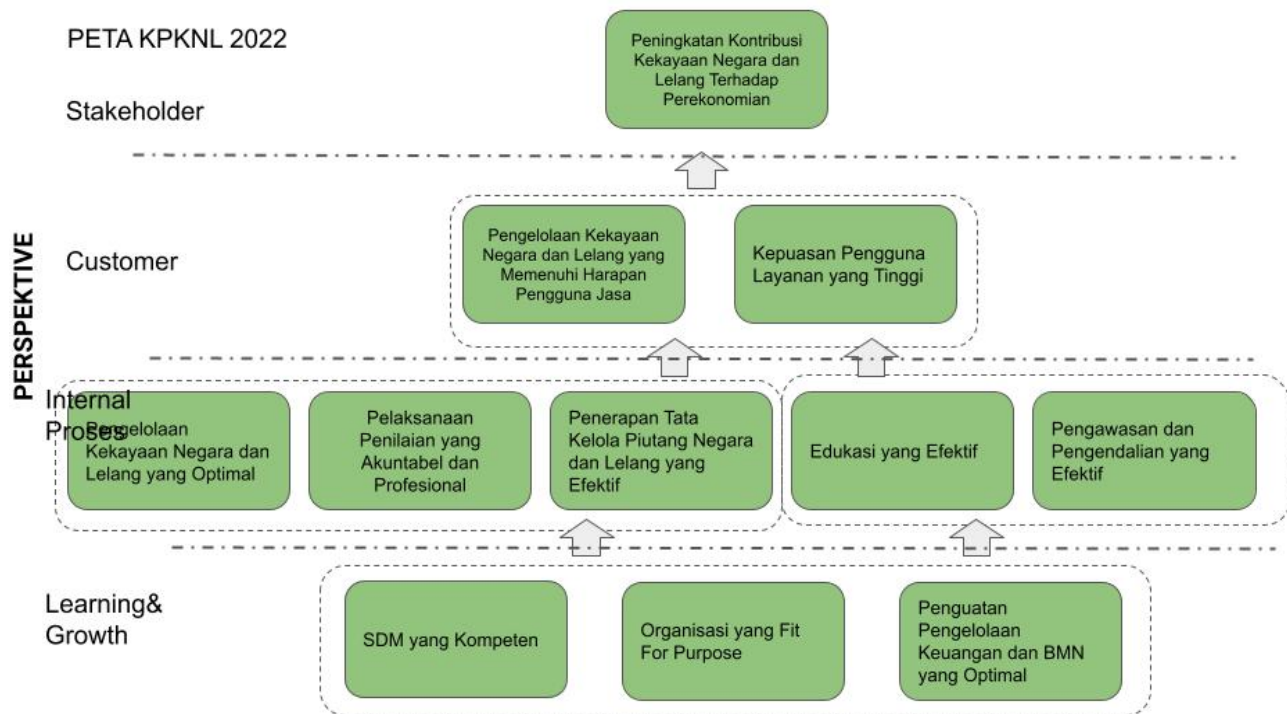 PETA KPKNL 2022
Peningkatan Kontribusi
Kekayaan Negara dan
Lelang Terhadap
Perekonomian
Stakeholder
PERSPEKTIVE
Customer
Pengelolaan Kekayaan
Negara dan Lelang yang
Memenuhi Harapan
Pengguna Jasa
Kepuasan Pengguna
Layanan yang Tinggi
Internal
Proses
Pengelolaan
Kekayaan Negara dan
Lelang yang Optimal
Pelaksanaan
Penilaian yang
Akuntabel dan
Profesional
Penerapan Tata
Kelola Piutang Negara
dan Lelang yang
Efektif
Edukasi yang Efektif
Pengawasan dan
Pengendalian yang
Efektif
Learning&
Growth
SDM yang Kompeten
Organisasi yang Fit
For Purpose
Penguatan
Pengelolaan
Keuangan dan BMN
yang Optimal